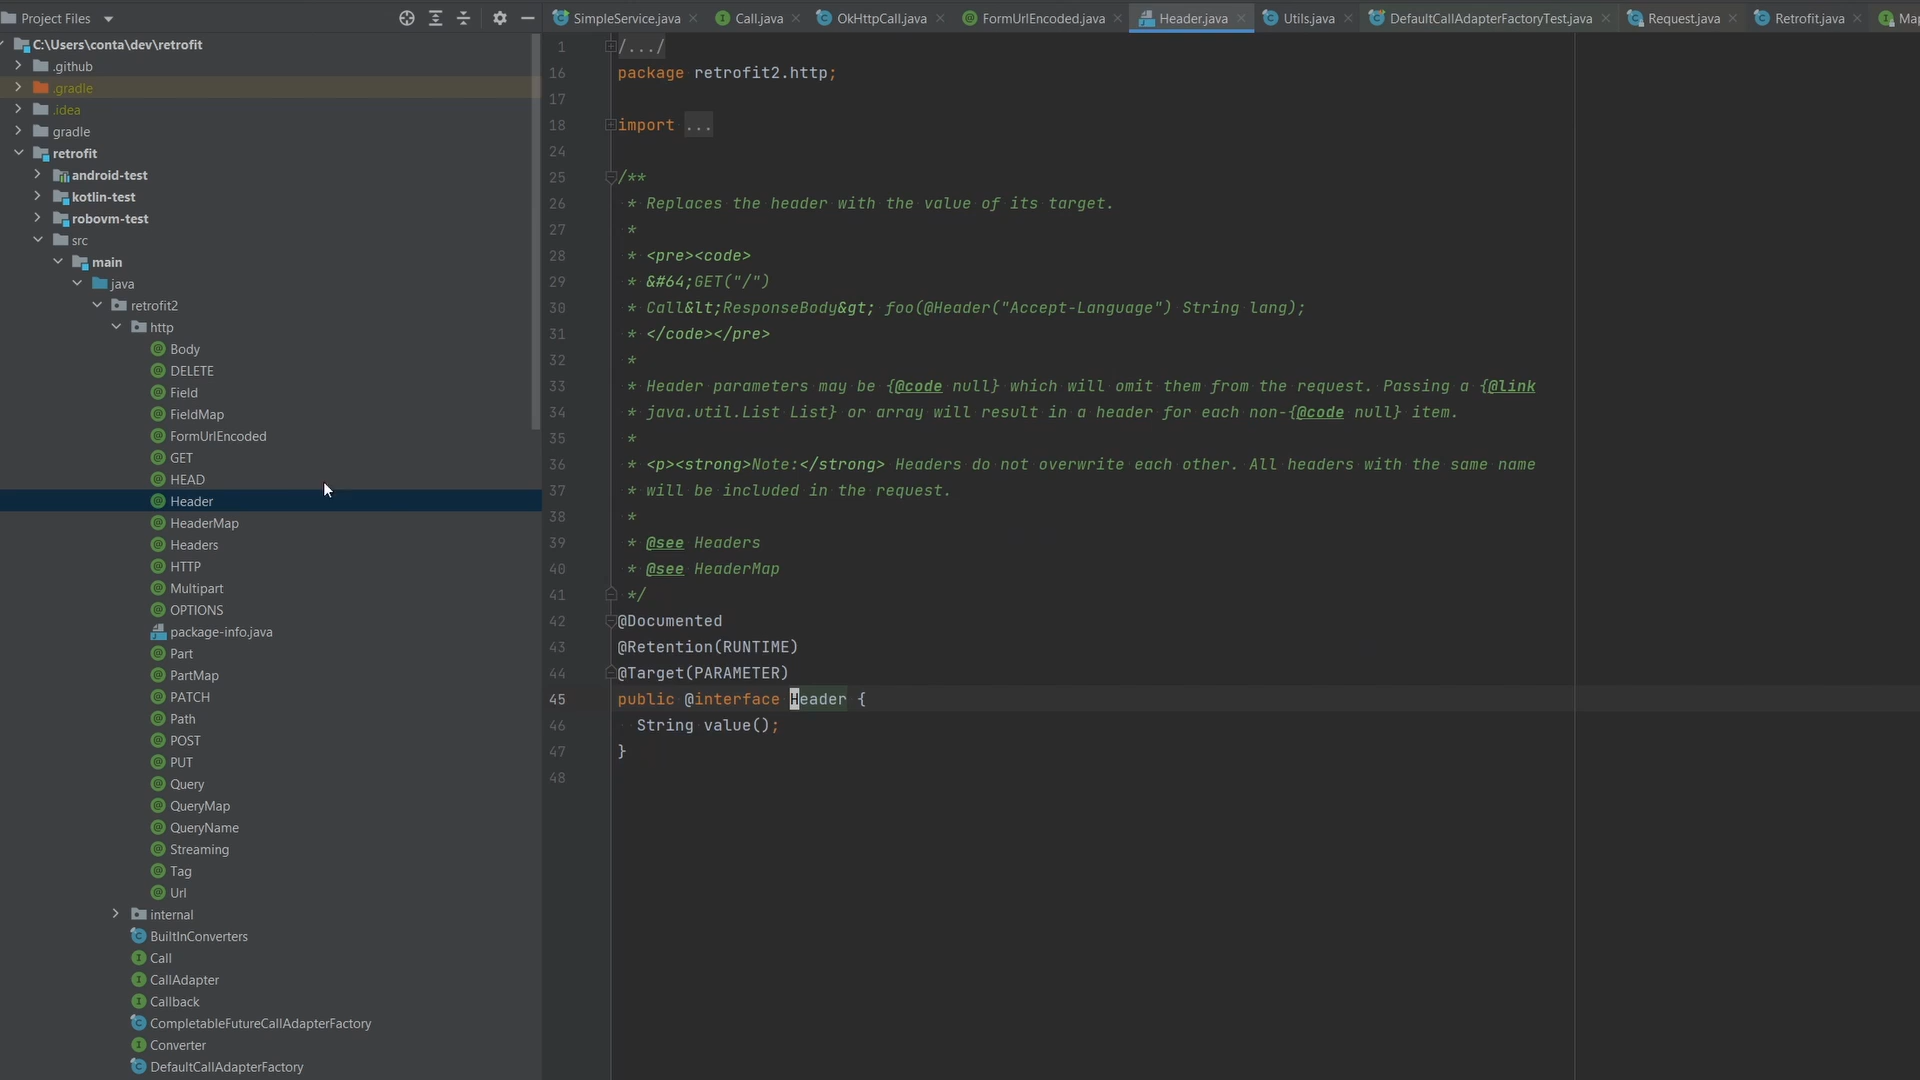 Project Files
C:\Users\conta\dev\retrofit
.github
.gradle
.idea
gradle
retrofit
android-test
kotlin-test
robovm-test
src
main
java
retrofit2
http
Body
DELETE
Field
FieldMap
FormUrlEncoded
GET
HEAD
Header
HeaderMap
Headers
HTTP
Multipart
OPTIONS
package-info.java
Part
PartMap
PATCH
Path
POST
PUT
Query
QueryMap
QueryName
Streaming
Tag
Url
internal
BuiltInConverters
Call
CallAdapter
Callback
CompletableFutureCallAdapterFactory
Converter
DefaultCallAdapterFactory
SimpleService.java Call.java OkHttpCall.java FormUrlEncoded.java Header.java Utils.java DefaultCallAdapterFactoryTest.java Request.java Retrofit.java Ma
1 /.../
16 package retrofit2.http;
17
18 import ...
24
25 /**
26 * Replaces the header with the value of its target.
27 *
28 * <pre><code>
29 * &#64;GET("/")
30 * Call&lt;ResponseBody&gt; foo(@Header("Accept-Language") String lang);
31 * </code></pre>
32 *
33 * Header parameters may be {@code null} which will omit them from the request. Passing a {@link
34 * java.util.List List} or array will result in a header for each non-{@code null} item.
35 *
36 * <p><strong>Note:</strong> Headers do not overwrite each other. All headers with the same name
37 * will be included in the request.
38 *
39 * @see Headers
40 * @see HeaderMap
41 */
42 @Documented
43 @Retention(RUNTIME)
44 @Target(PARAMETER)
45 public @interface Header {
46 String value();
47 }
48